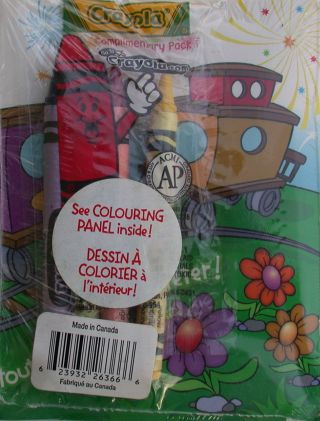 Crayola
Complimentary Pack
Crayola.com
AP
See COLOURING
PANEL inside!
DESSIN À
COLORIER à
l'intérieur!
er!
Made in Canada
6 23932 26366 6
Fabriqué au Canada